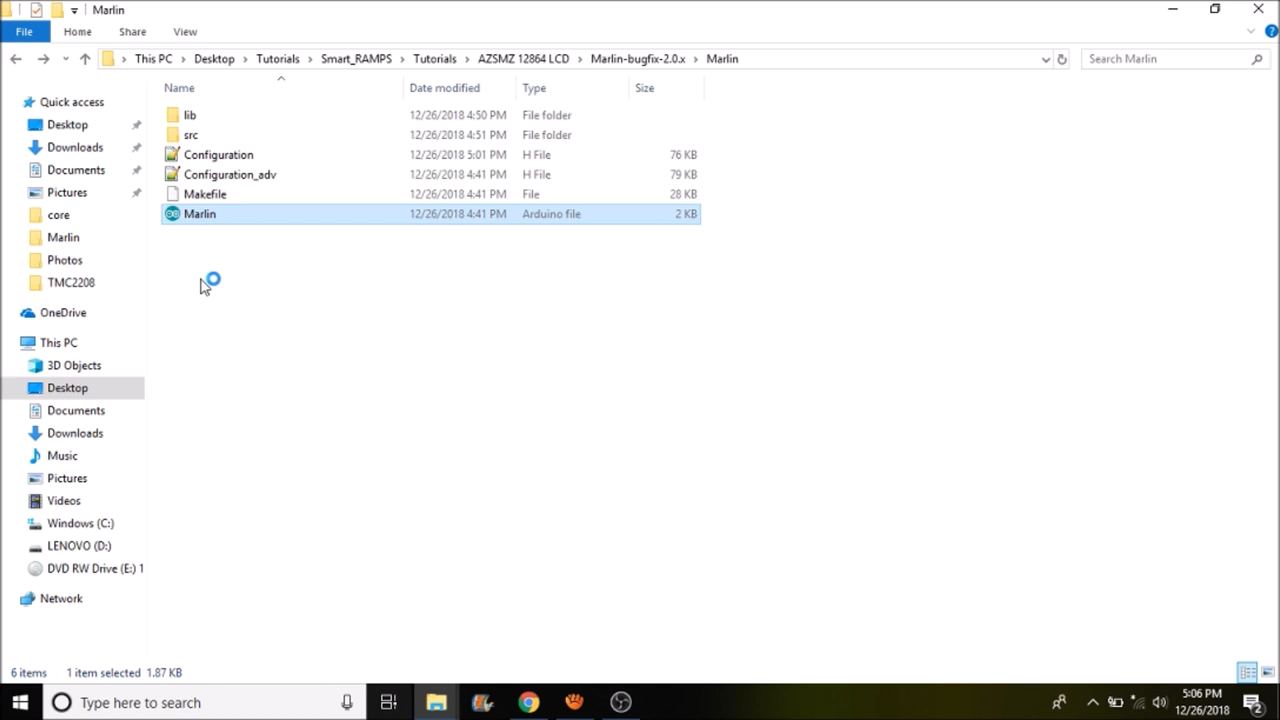 Marlin
File Home Share View
This PC Desktop Tutorials Smart_RAMPS Tutorials AZSMZ 12864 LCD Marlin-bugfix-2.0.x Marlin
Search Marlin
Name Date modified Type Size
lib 12/26/2018 4:50 PM File folder
src 12/26/2018 4:51 PM File folder
Configuration 12/26/2018 5:01 PM H File 76 KB
Configuration_adv 12/26/2018 4:41 PM H File 79 KB
Makefile 12/26/2018 4:41 PM File 28 KB
Marlin 12/26/2018 4:41 PM Arduino file 2 KB
Quick access
Desktop
Downloads
Documents
Pictures
core
Marlin
Photos
TMC2208
OneDrive
This PC
3D Objects
Desktop
Documents
Downloads
Music
Pictures
Videos
Windows (C:)
LENOVO (D:)
DVD RW Drive (E:) 1
Network
6 items 1 item selected 1.87 KB
Type here to search
5:06 PM
12/26/2018
2